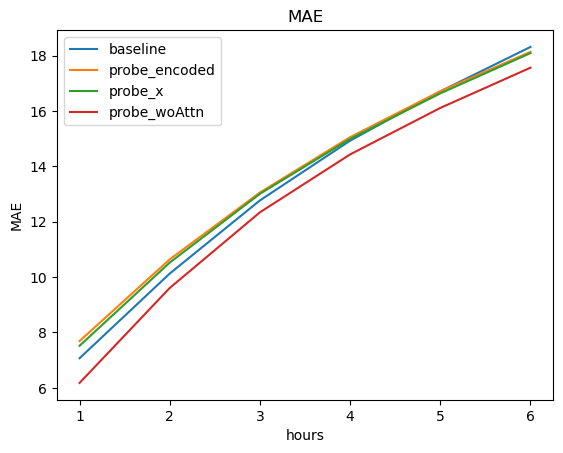 MAE
baseline
probe_encoded
probe_x
probe_woAttn
MAE
18
16
14
12
10
8
6
1 2 3 4 5 6
hours